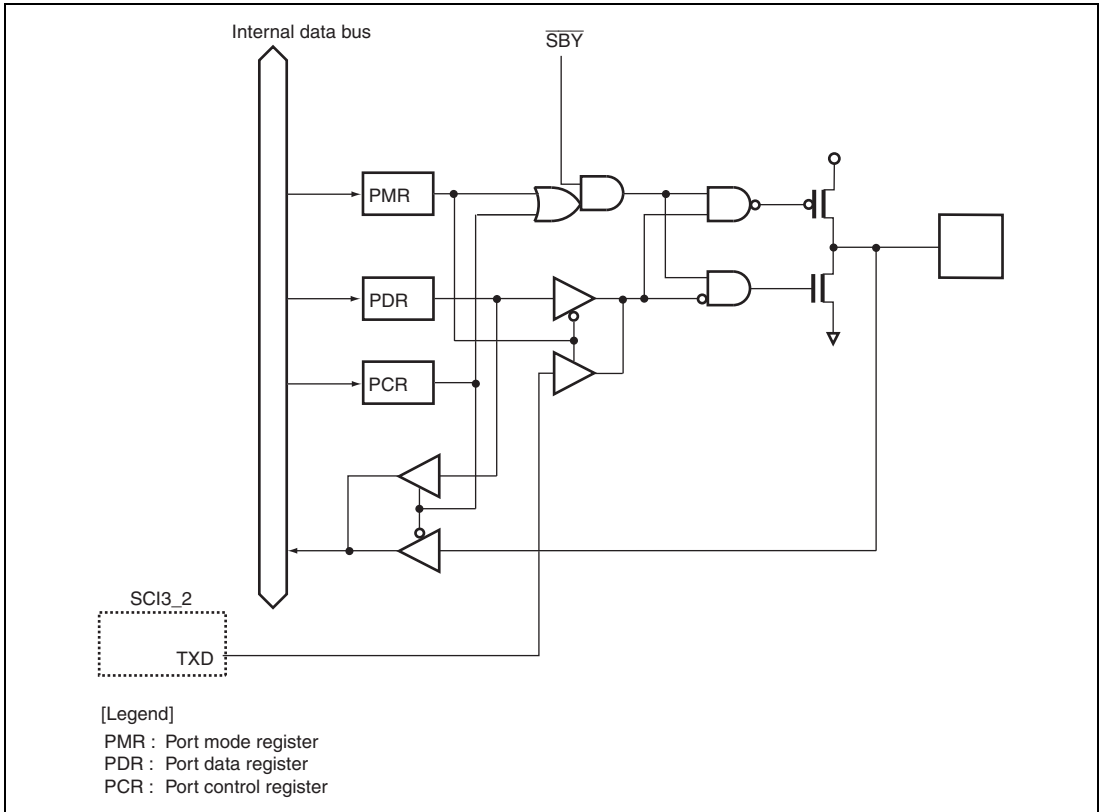 Internal data bus
SBY
PMR
PDR
PCR
SCI3_2
TXD
[Legend]
PMR : Port mode register
PDR : Port data register
PCR : Port control register